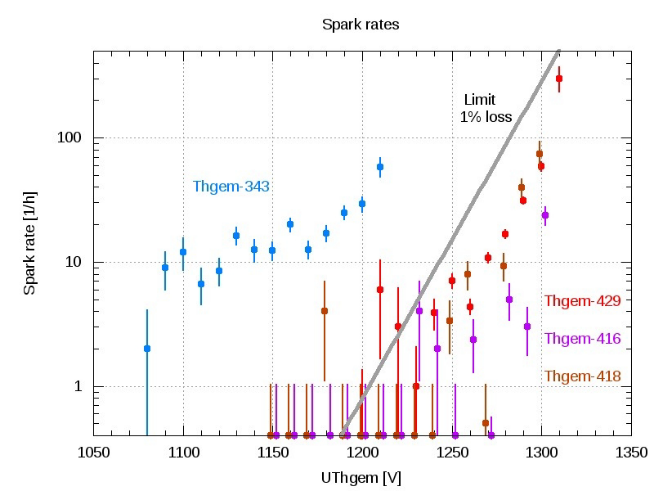 Spark rates
Limit
1% loss
100
Thgem-343
Spark rate [1/h]
10
Thgem-429
Thgem-416
Thgem-418
1
1050 1100 1150 1200 1250 1300 1350
UThgem [V]